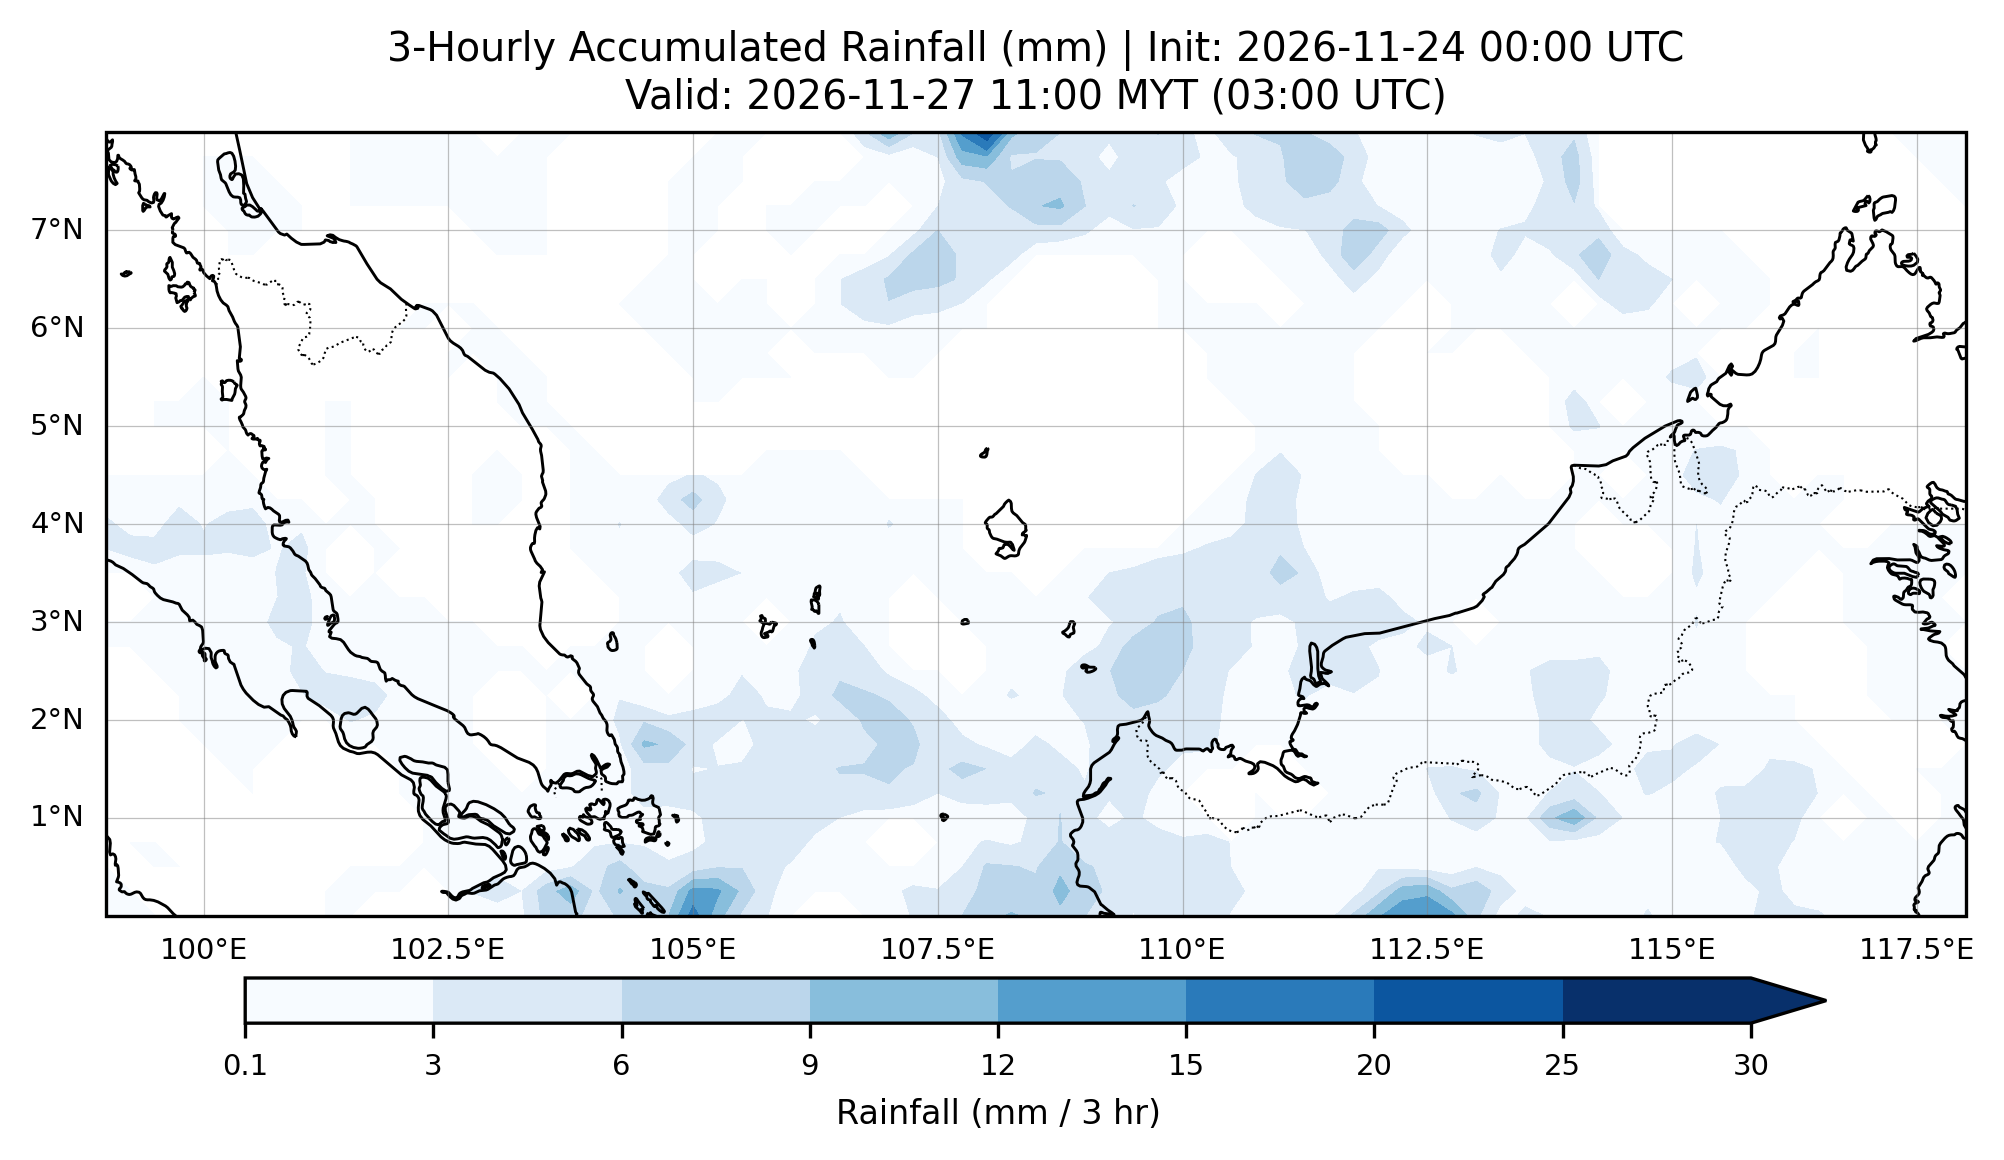 3-Hourly Accumulated Rainfall (mm) | Init: 2026-11-24 00:00 UTC
Valid: 2026-11-27 11:00 MYT (03:00 UTC)
7°N
6°N
5°N
4°N
3°N
2°N
1°N
100°E 102.5°E 105°E 107.5°E 110°E 112.5°E 115°E 117.5°E
0.1 3 6 9 12 15 20 25 30
Rainfall (mm / 3 hr)